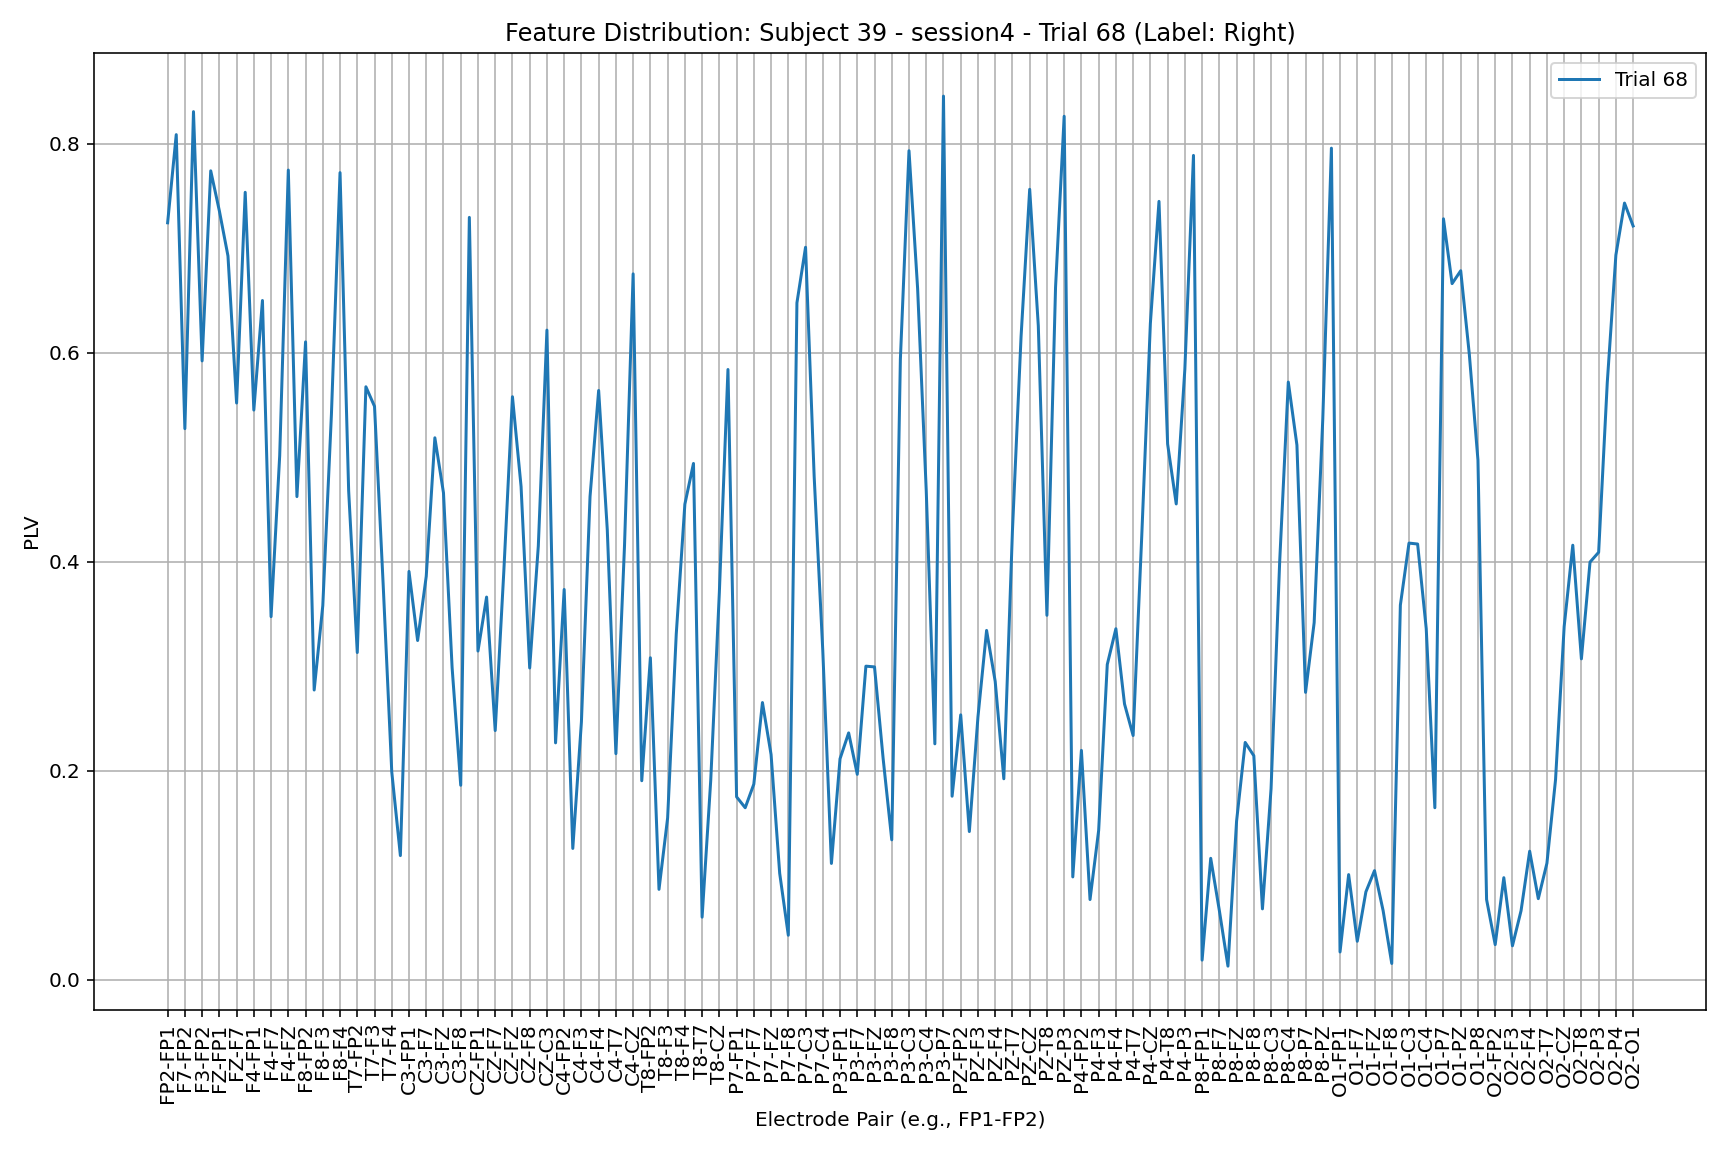 Feature Distribution: Subject 39 - session4 - Trial 68 (Label: Right)
Trial 68
PLV
0.8
0.6
0.4
0.2
0.0
FP2-FP1
F7-FP2
F3-FP2
FZ-FP1
FZ-F7
F4-FP1
F4-F7
F4-FZ
F8-FP2
F8-F3
F8-F4
T7-FP2
T7-F3
T7-F4
C3-FP1
C3-F7
C3-FZ
C3-F8
CZ-FP1
CZ-F7
CZ-FZ
CZ-F8
CZ-C3
C4-FP2
C4-F3
C4-F4
C4-T7
C4-CZ
T8-FP2
T8-F3
T8-F4
T8-T7
T8-CZ
P7-FP1
P7-F7
P7-FZ
P7-F8
P7-C3
P7-C4
P3-FP1
P3-F7
P3-FZ
P3-F8
P3-C3
P3-C4
P3-P7
PZ-FP2
PZ-F3
PZ-F4
PZ-T7
PZ-CZ
PZ-T8
PZ-P3
P4-FP2
P4-F3
P4-F4
P4-T7
P4-CZ
P4-T8
P4-P3
P8-FP1
P8-F7
P8-FZ
P8-F8
P8-C3
P8-C4
P8-P7
P8-PZ
O1-FP1
O1-F7
O1-FZ
O1-F8
O1-C3
O1-C4
O1-P7
O1-PZ
O1-P8
O2-FP2
O2-F3
O2-F4
O2-T7
O2-CZ
O2-T8
O2-P3
O2-P4
O2-O1
Electrode Pair (e.g., FP1-FP2)